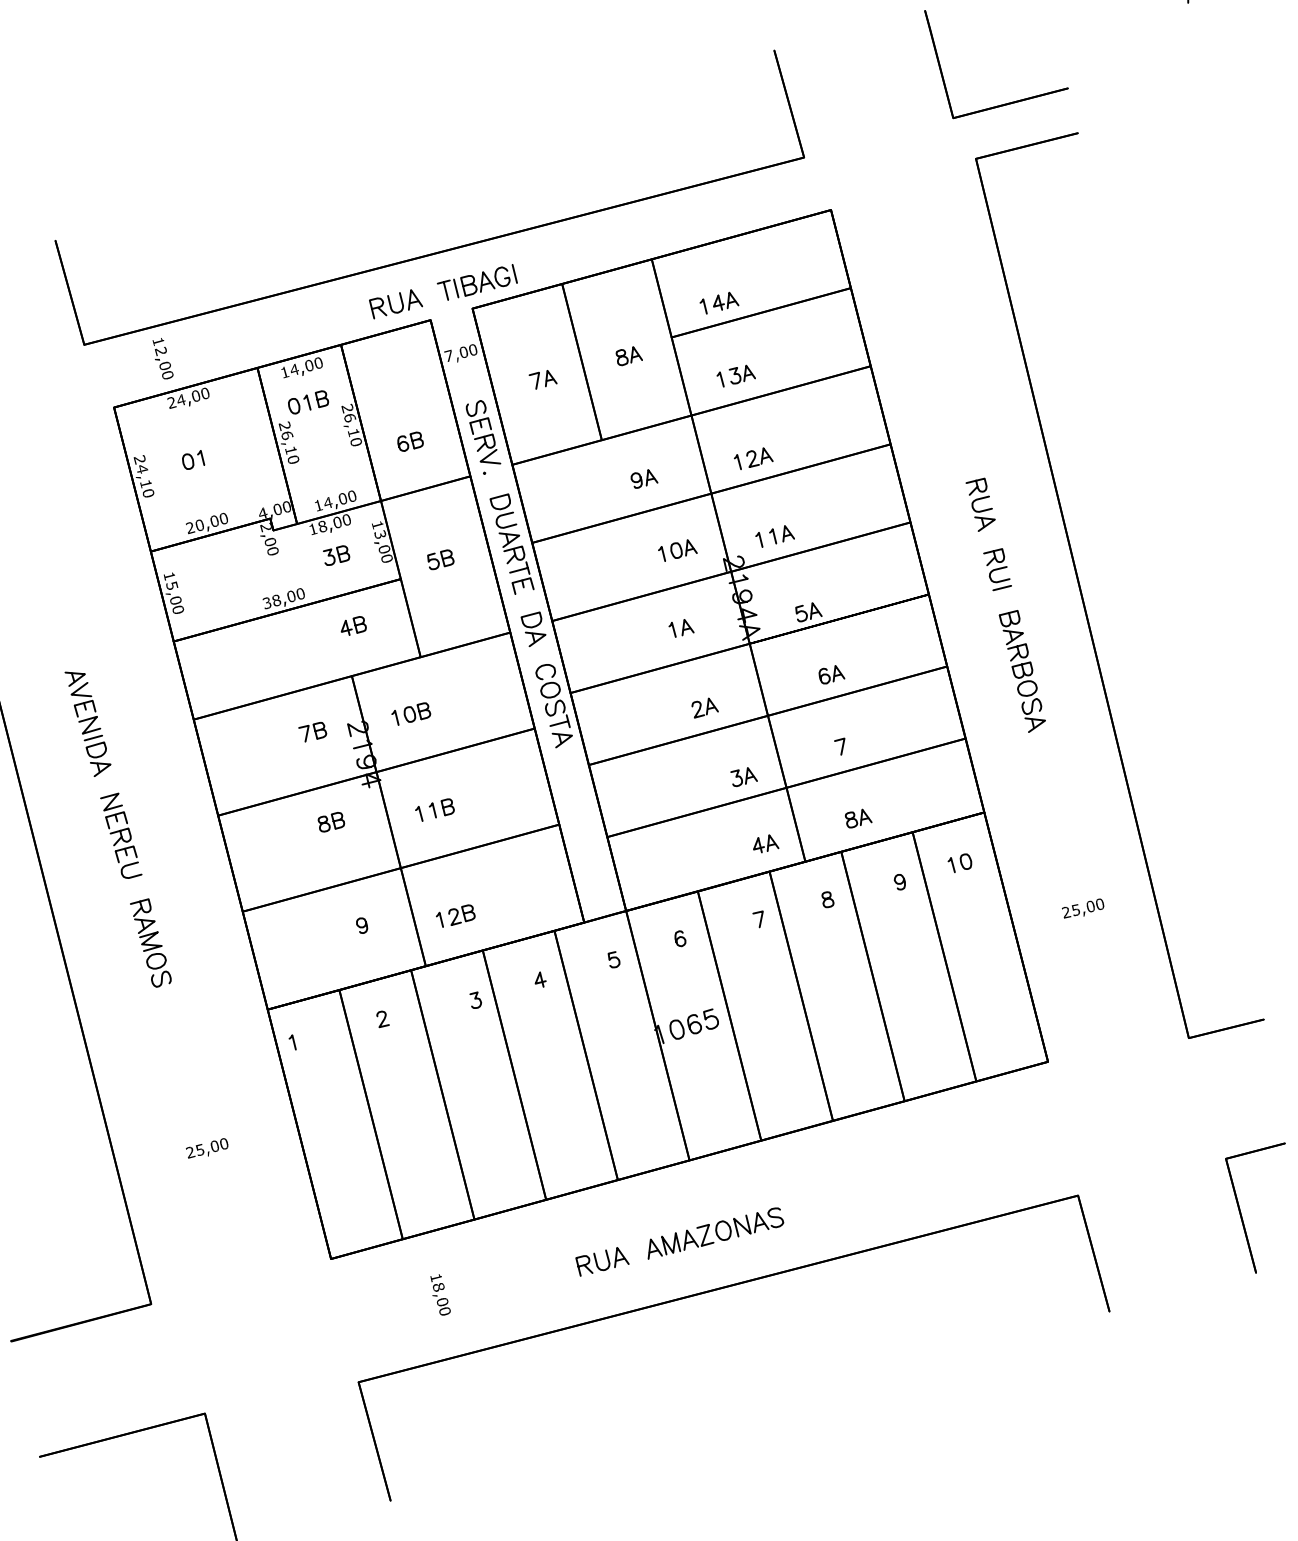 RUA TIBAGI
12,00
24,00
14,00
7,00
01
01B
6B
7A
8A
14A
13A
24,10
26,10
26,10
20,00
4,00
14,00
2,00
18,00
13,00
3B
5B
15,00
38,00
4B
SERV. DUARTE DA COSTA
9A
12A
10A
11A
2194A
1A
5A
2A
6A
3A
7
4A
8A
RUA RUI BARBOSA
AVENIDA NEREU RAMOS
7B
10B
2194
8B
11B
9
12B
1
2
3
4
5
6
7
8
9
10
1065
25,00
25,00
RUA AMAZONAS
18,00